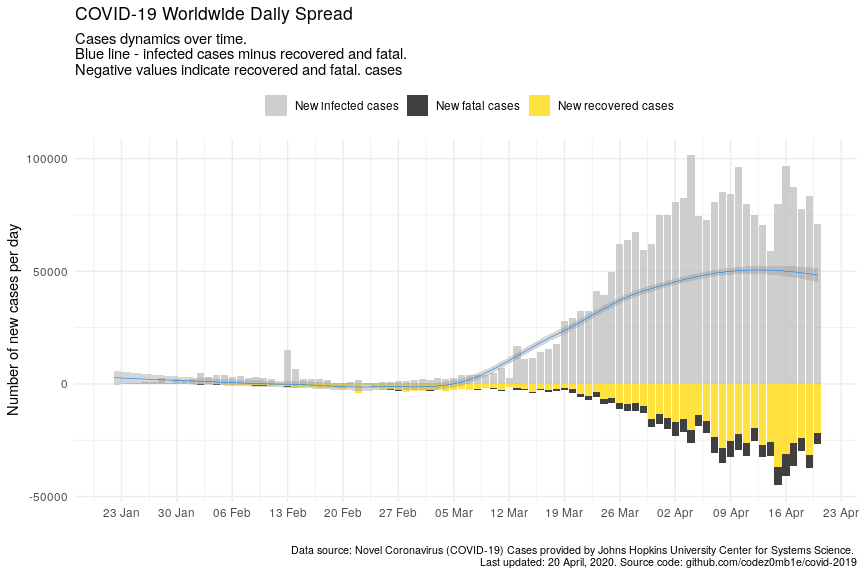 COVID-19 Worldwide Daily Spread
Cases dynamics over time.
Blue line - infected cases minus recovered and fatal.
Negative values indicate recovered and fatal. cases
New infected cases New fatal cases New recovered cases
Number of new cases per day
100000
50000
0
-50000
23 Jan 30 Jan 06 Feb 13 Feb 20 Feb 27 Feb 05 Mar 12 Mar 19 Mar 26 Mar 02 Apr 09 Apr 16 Apr 23 Apr
Data source: Novel Coronavirus (COVID-19) Cases provided by Johns Hopkins University Center for Systems Science.
Last updated: 20 April, 2020. Source code: github.com/codez0mb1e/covid-2019